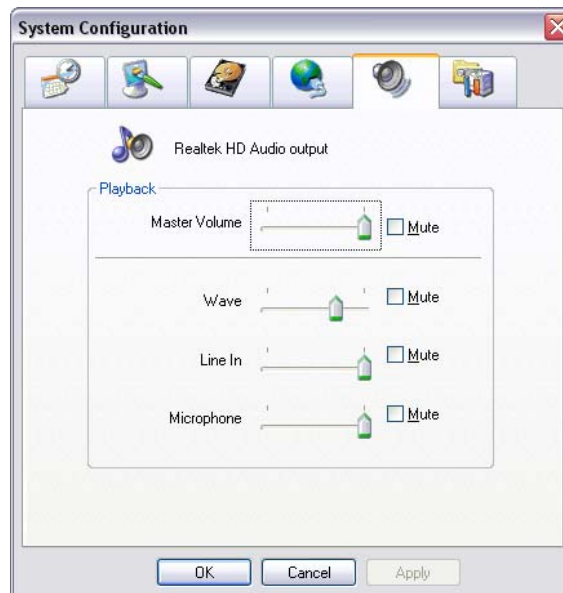 System Configuration
Realtek HD Audio output
Playback
Master Volume
Mute
Wave
Mute
Line In
Mute
Microphone
Mute
OK
Cancel
Apply